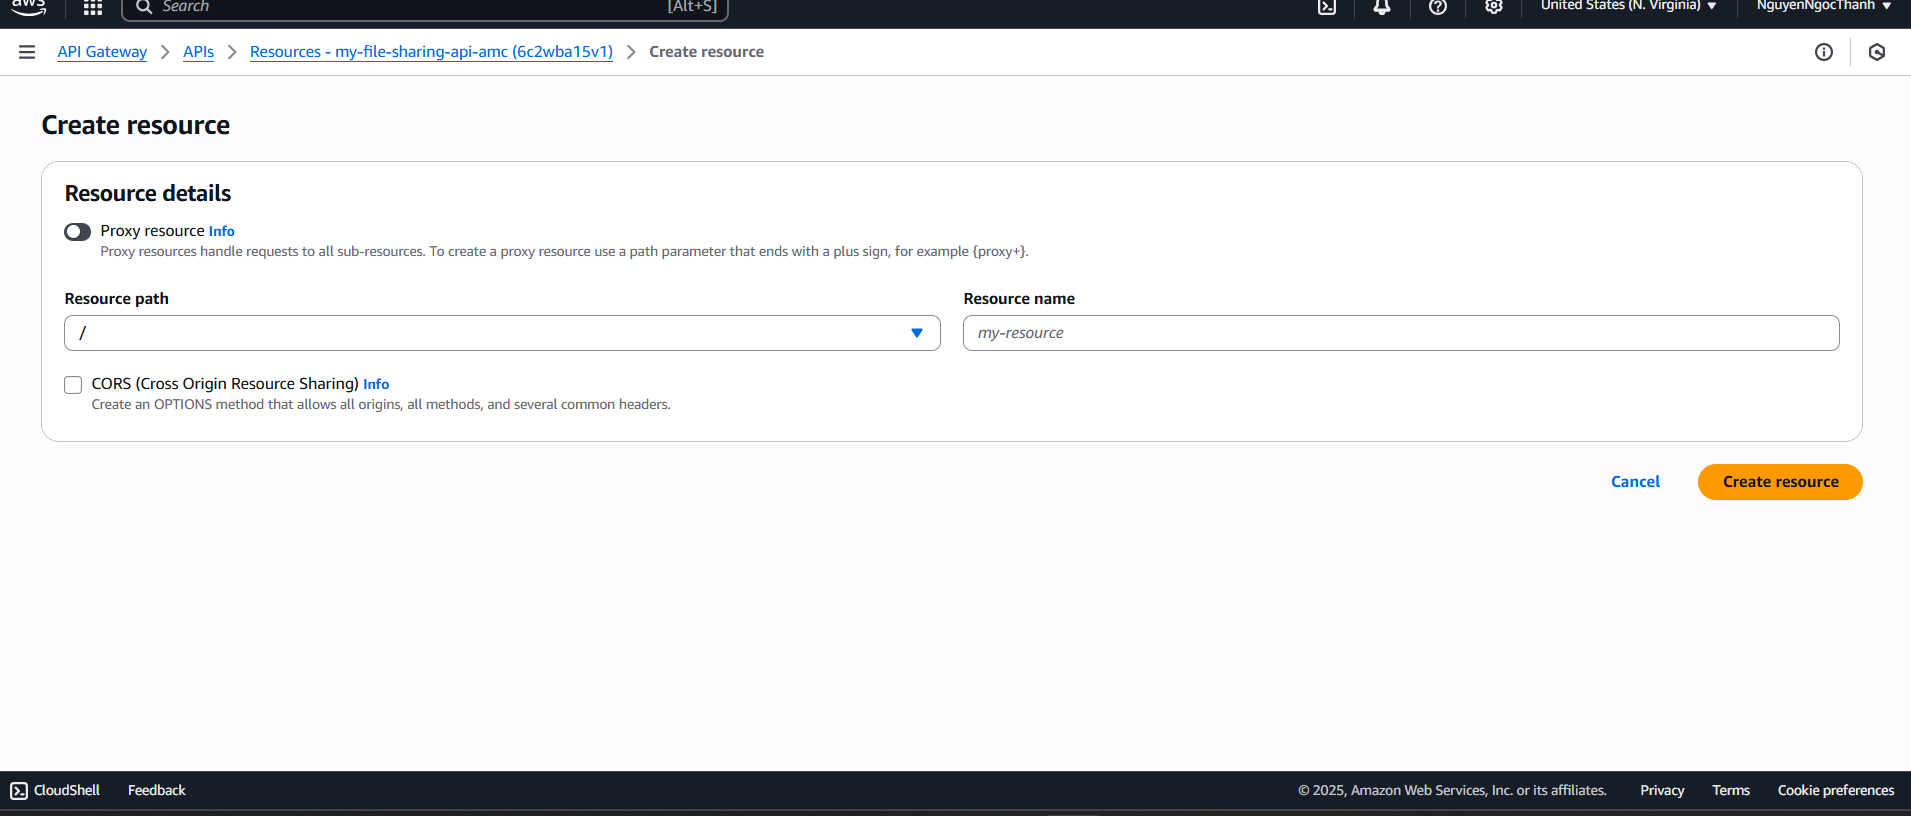 aws
Search [Alt+S] United States (N. Virginia) NguyenNgocThanh
API Gateway APIs Resources - my-file-sharing-api-amc (6c2wba15v1) Create resource
Create resource
Resource details
Proxy resource Info
Proxy resources handle requests to all sub-resources. To create a proxy resource use a path parameter that ends with a plus sign, for example {proxy+}.
Resource path
/
Resource name
my-resource
CORS (Cross Origin Resource Sharing) Info
Create an OPTIONS method that allows all origins, all methods, and several common headers.
Cancel Create resource
CloudShell Feedback © 2025, Amazon Web Services, Inc. or its affiliates. Privacy Terms Cookie preferences